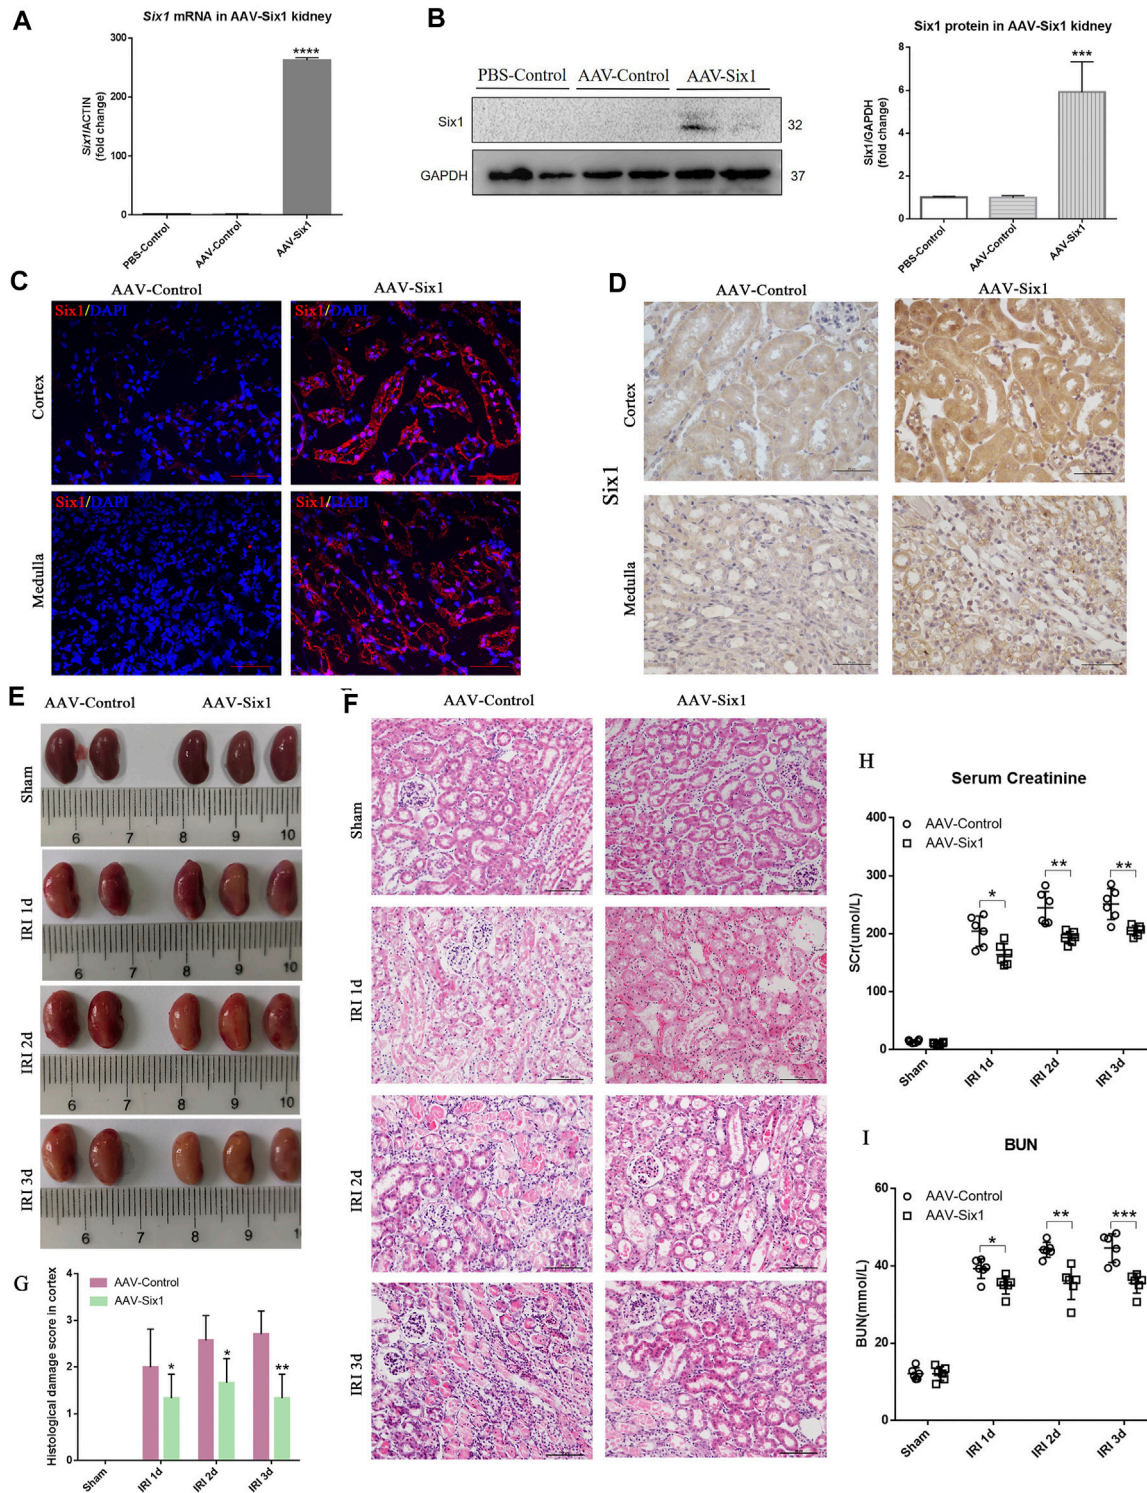 A
Six1 mRNA in AAV-Six1 kidney
Six1/ACTIN
(fold change)
300
200
100
0
****
PBS-Control
AAV-Control
AAV-Six1
B
PBS-Control AAV-Control AAV-Six1
Six1
32
GAPDH
37
Six1 protein in AAV-Six1 kidney
Six1/GAPDH
(fold change)
8
6
4
2
0
***
PBS-Control
AAV-Control
AAV-Six1
C
AAV-Control AAV-Six1
Cortex
Six1/DAPI Six1/DAPI
Medulla
Six1/DAPI Six1/DAPI
D
AAV-Control AAV-Six1
Six1
Cortex
Medulla
E
AAV-Control AAV-Six1
Sham
6 7 8 9 10
IRI 1d
6 7 8 9 10
IRI 2d
6 7 8 9 10
IRI 3d
6 7 8 9
F
AAV-Control AAV-Six1
Sham
IRI 1d
IRI 2d
IRI 3d
G
AAV-Control
AAV-Six1
Histological damage score in cortex
4
3
2
1
0
* * **
Sham
IRI 1d
IRI 2d
IRI 3d
H
Serum Creatinine
AAV-Control
AAV-Six1
SCr(umol/L)
400
300
200
100
0
* ** **
Sham
IRI 1d
IRI 2d
IRI 3d
I
BUN
AAV-Control
AAV-Six1
BUN(mmol/L)
60
40
20
0
* ** ***
Sham
IRI 1d
IRI 2d
IRI 3d